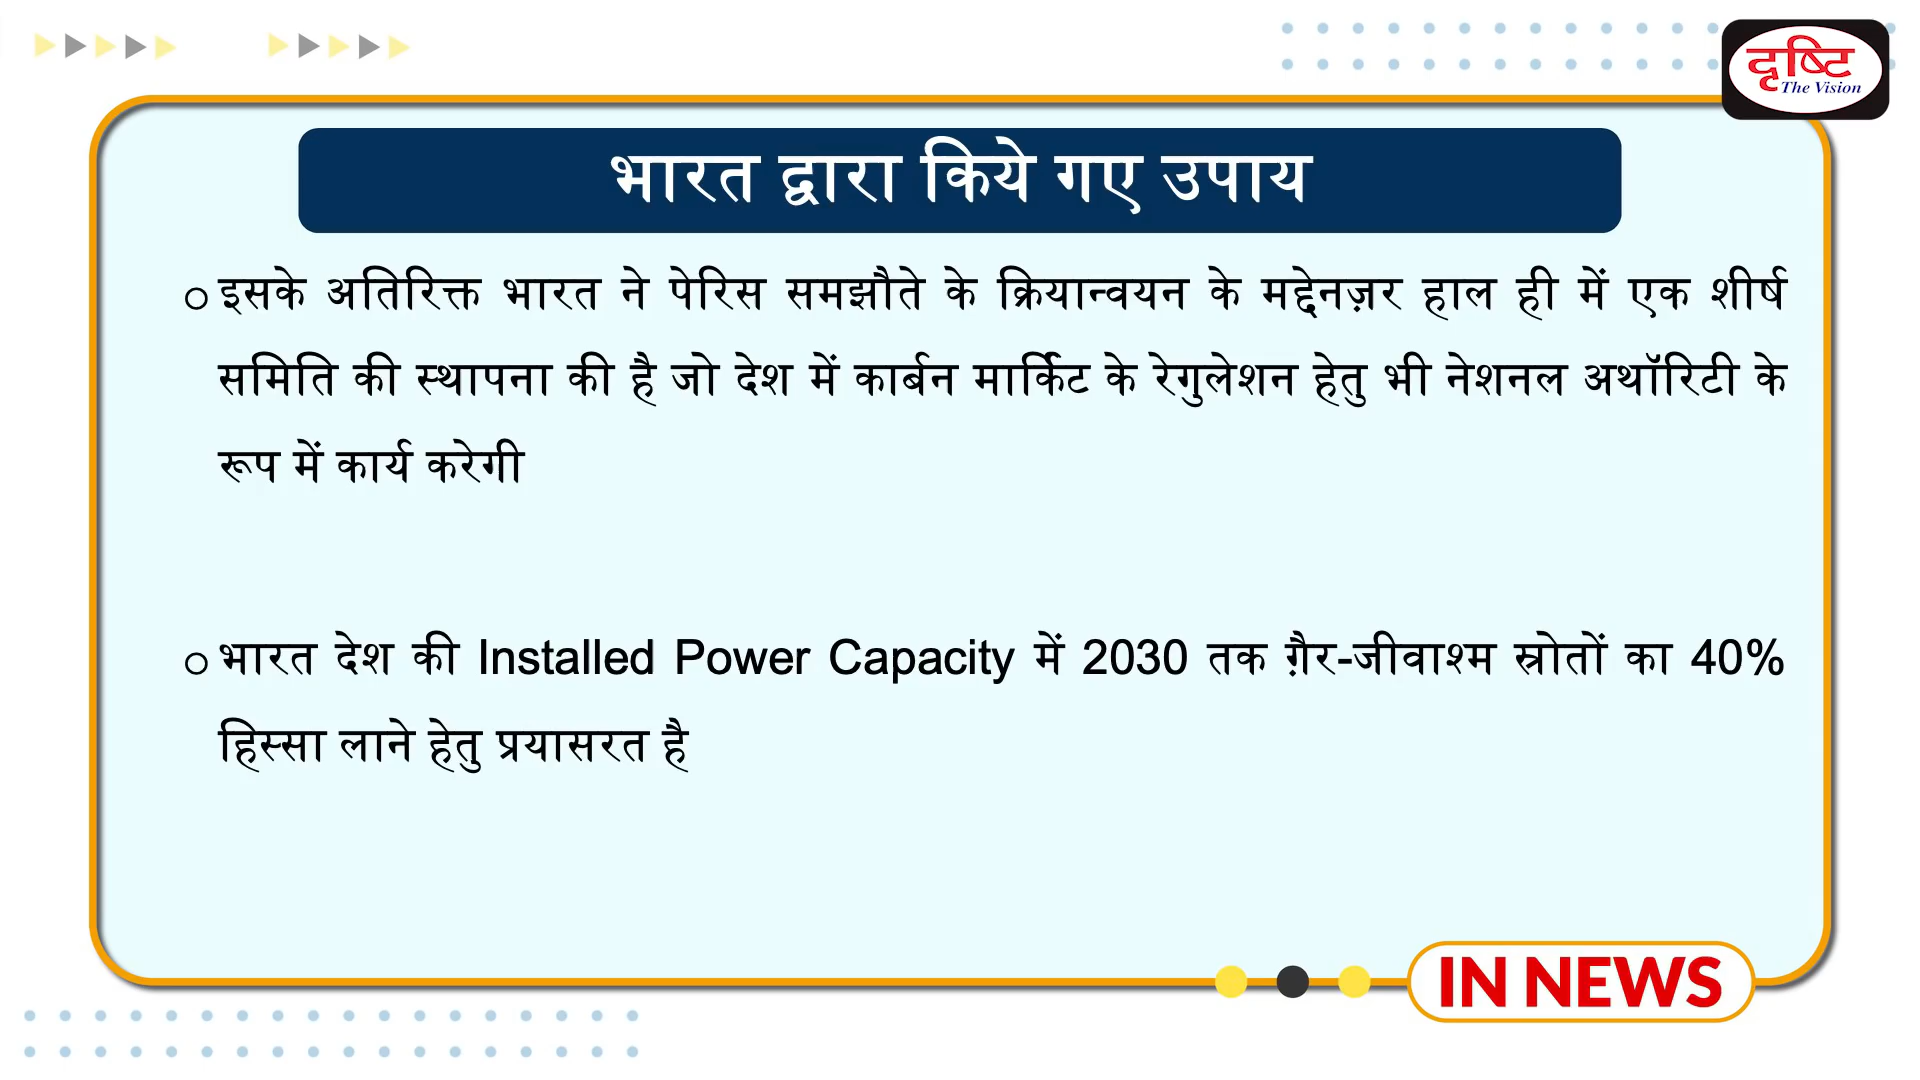 दृष्टि
The Vision
भारत द्वारा किये गए उपाय
इसके अतिरिक्त भारत ने पेरिस समझौते के क्रियान्वयन के मद्देनज़र हाल ही में एक शीर्ष
समिति की स्थापना की है जो देश में कार्बन मार्किट के रेगुलेशन हेतु भी नेशनल अथॉरिटी के
रूप में कार्य करेगी
भारत देश की Installed Power Capacity में 2030 तक ग़ैर-जीवाश्म स्रोतों का 40%
हिस्सा लाने हेतु प्रयासरत है
IN NEWS